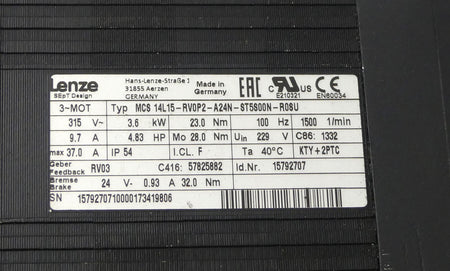 Lenze
SEpT Design
Hans-Lenze-Straße 1
31855 Aerzen
GERMANY
Made in
Germany
EAC
c RU us
E210321
CE
EN60034
3~MOT Typ MCS 14L15-RV0P2-A24N-ST5S00N-R0SU
315 V~ 3.6 kW 23.0 Nm 100 Hz 1500 1/min
9.7 A 4.83 HP Mo 28.0 Nm Uin 229 V C86: 1332
max 37.0 A IP 54 I.CL. F Ta 40°C KTY+2PTC
Geber
Feedback RV03 C416: 57825882 Id.Nr. 15792707
Bremse
Brake 24 V- 0.93 A 32.0 Nm
SN 1579270710000173419806